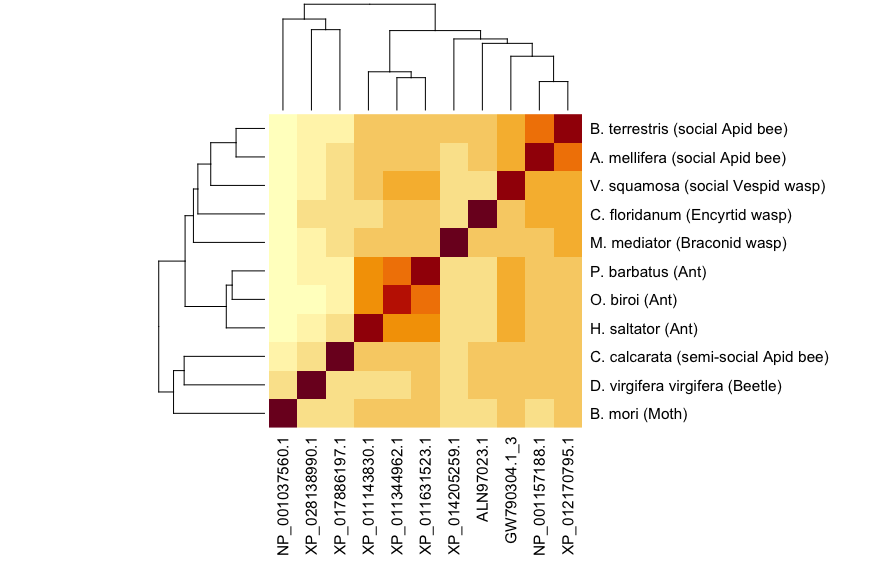 B. terrestris (social Apid bee)
A. mellifera (social Apid bee)
V. squamosa (social Vespid wasp)
C. floridanum (Encyrtid wasp)
M. mediator (Braconid wasp)
P. barbatus (Ant)
O. biroi (Ant)
H. saltator (Ant)
C. calcarata (semi-social Apid bee)
D. virgifera virgifera (Beetle)
B. mori (Moth)
NP_001037560.1
XP_028138990.1
XP_017886197.1
XP_011143830.1
XP_011344962.1
XP_011631523.1
XP_014205259.1
ALN97023.1
GW790304.1_3
NP_001157188.1
XP_012170795.1